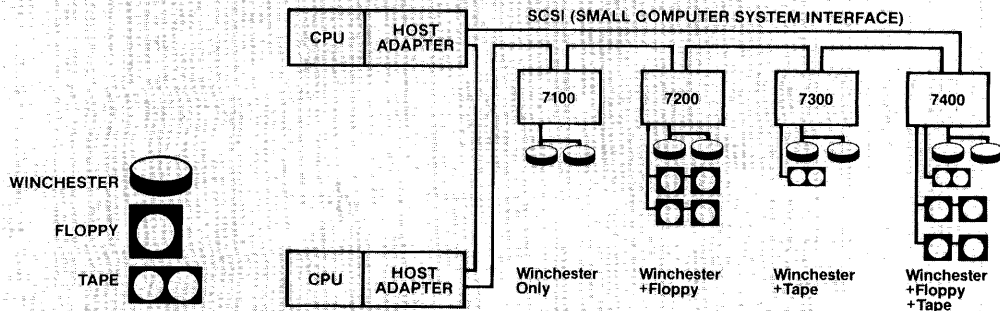 SCSI (SMALL COMPUTER SYSTEM INTERFACE)
CPU
HOST
ADAPTER
7100
7200
7300
7400
WINCHESTER
FLOPPY
TAPE
CPU
HOST
ADAPTER
Winchester
Only
Winchester
+Floppy
Winchester
+Tape
Winchester
+Floppy
+Tape